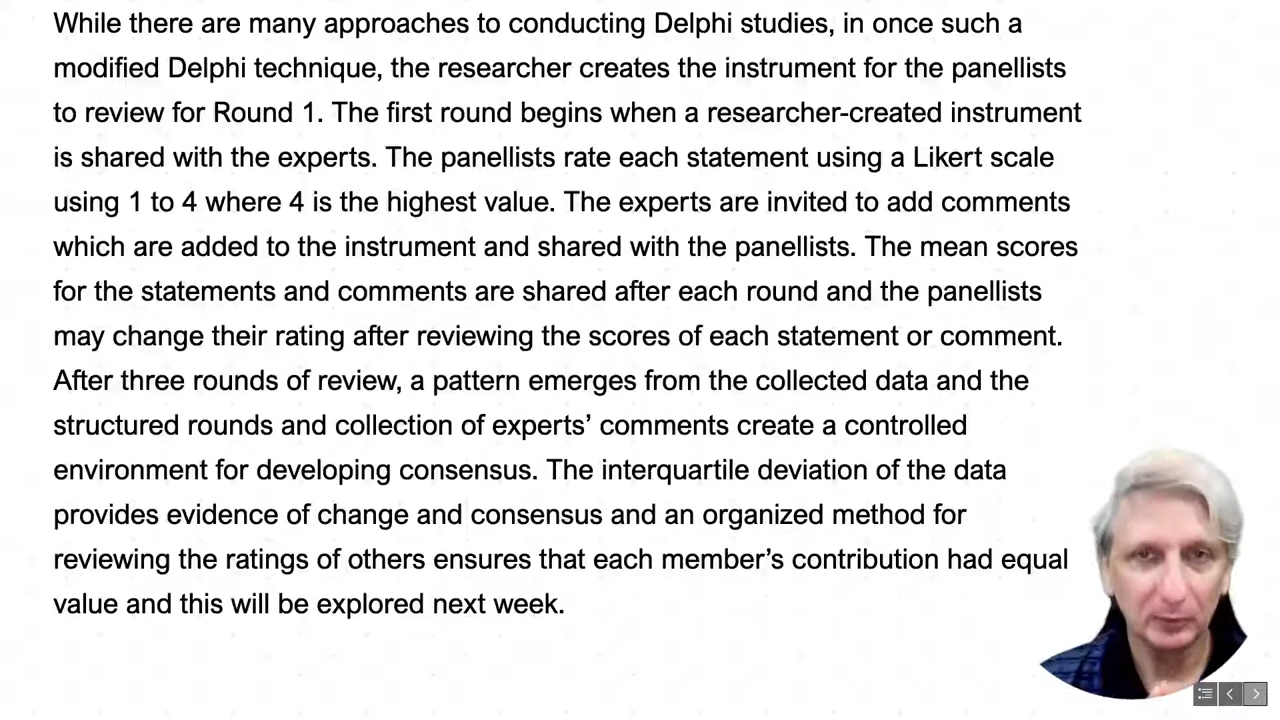 While there are many approaches to conducting Delphi studies, in once such a
modified Delphi technique, the researcher creates the instrument for the panellists
to review for Round 1. The first round begins when a researcher-created instrument
is shared with the experts. The panellists rate each statement using a Likert scale
using 1 to 4 where 4 is the highest value. The experts are invited to add comments
which are added to the instrument and shared with the panellists. The mean scores
for the statements and comments are shared after each round and the panellists
may change their rating after reviewing the scores of each statement or comment.
After three rounds of review, a pattern emerges from the collected data and the
structured rounds and collection of experts’ comments create a controlled
environment for developing consensus. The interquartile deviation of the data
provides evidence of change and consensus and an organized method for
reviewing the ratings of others ensures that each member’s contribution had equal
value and this will be explored next week.